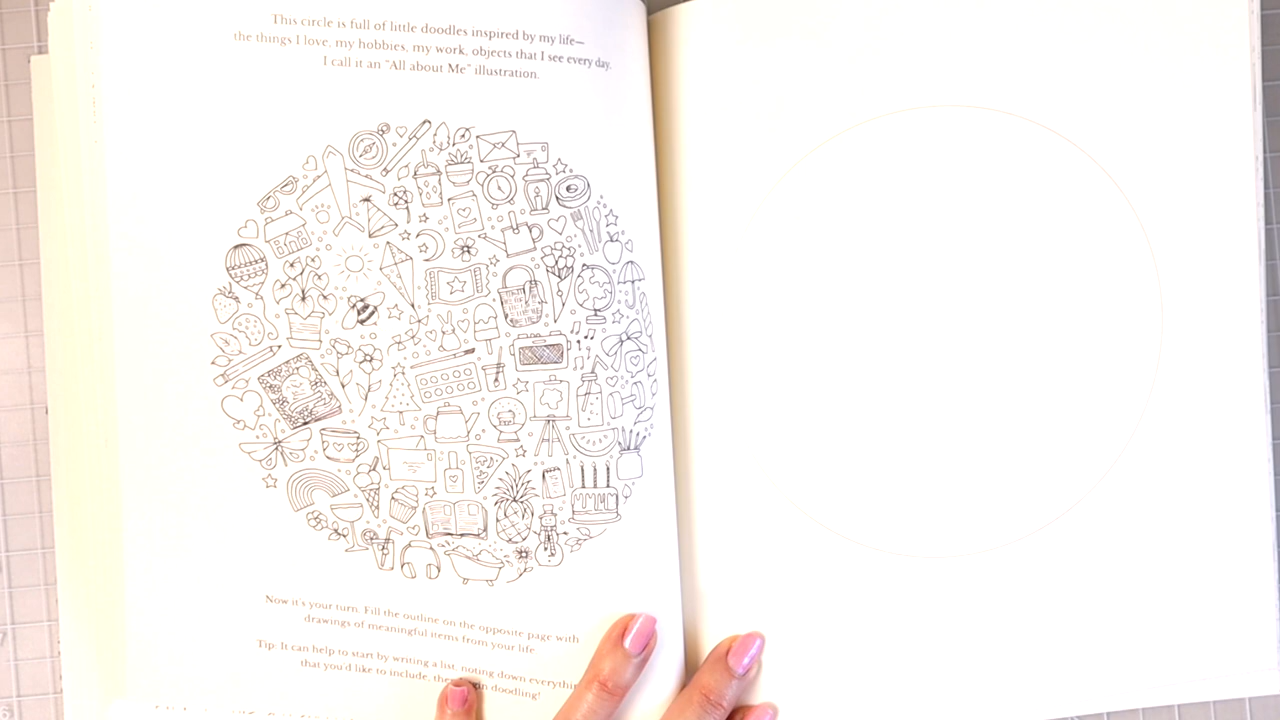 This circle is full of little doodles inspired by my life—
the things I love, my hobbies, my work, objects that I see every day.
I call it an “All about Me” illustration.
Now it's your turn. Fill the outline on the opposite page with
drawings of meaningful items from your life
Tip: It can help to start by writing a list, noting down
that you'd like to include, doodling!